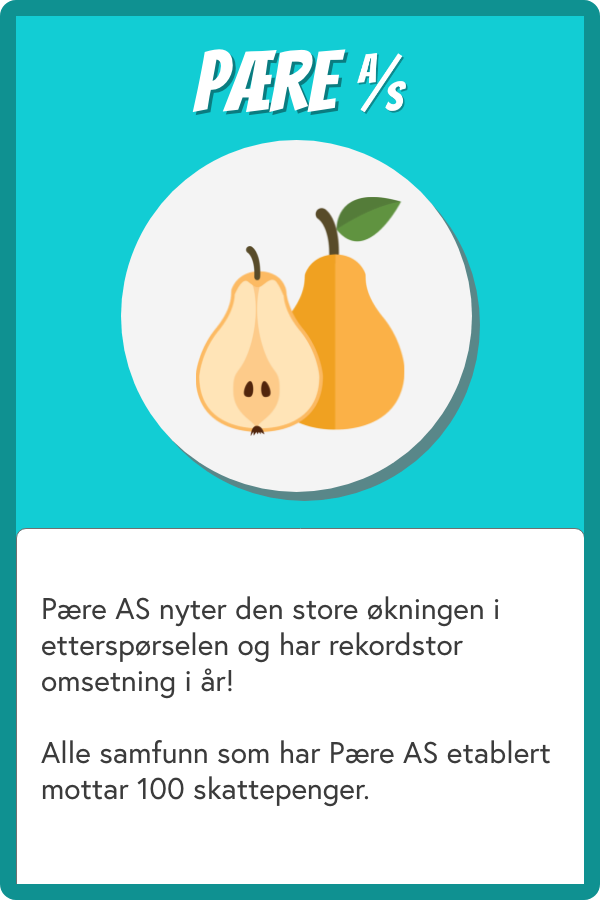 PÆRE A/S
Pære AS nyter den store økningen i
etterspørselen og har rekordstor
omsetning i år!
Alle samfunn som har Pære AS etablert
mottar 100 skattepenger.